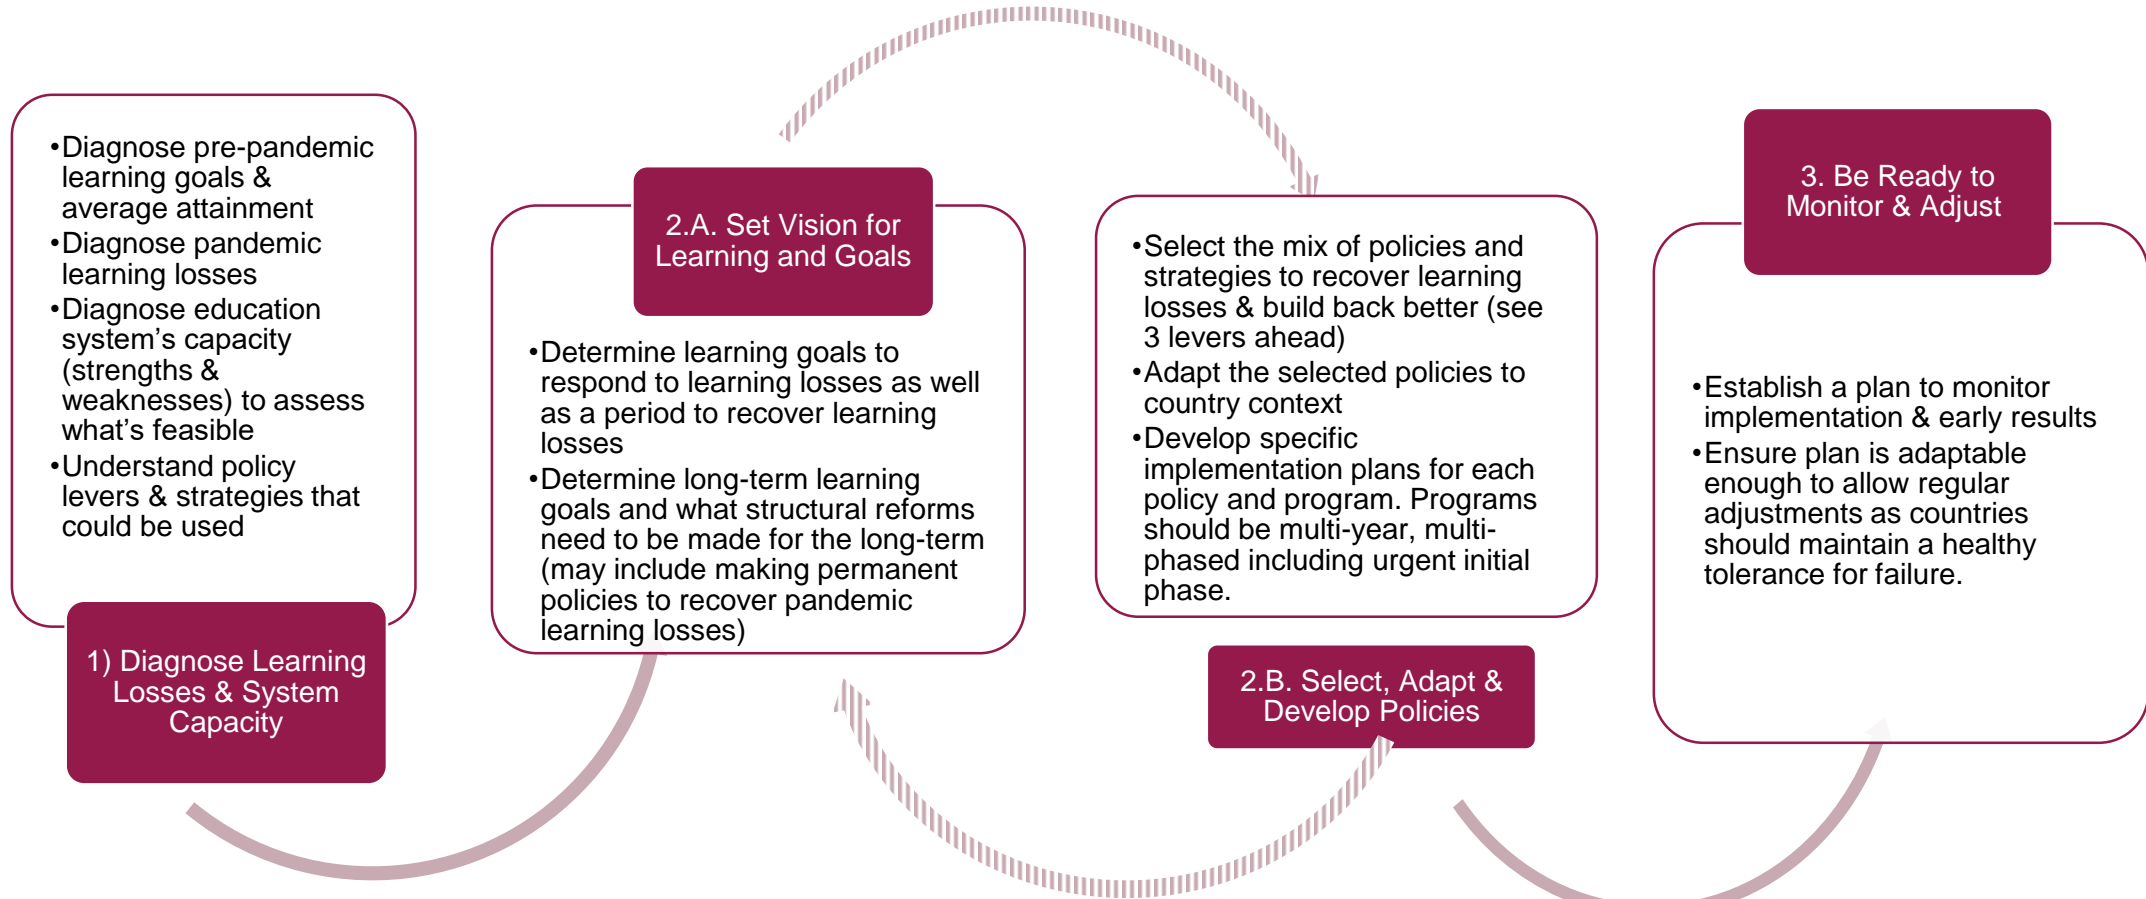 •Diagnose pre-pandemic
learning goals &
average attainment
•Diagnose pandemic
learning losses
•Diagnose education
system’s capacity
(strengths &
weaknesses) to assess
what’s feasible
•Understand policy
levers & strategies that
could be used
1) Diagnose Learning
Losses & System
Capacity
2.A. Set Vision for
Learning and Goals
•Determine learning goals to
respond to learning losses as well
as a period to recover learning
losses
•Determine long-term learning
goals and what structural reforms
need to be made for the long-term
(may include making permanent
policies to recover pandemic
learning losses)
•Select the mix of policies and
strategies to recover learning
losses & build back better (see
3 levers ahead)
•Adapt the selected policies to
country context
•Develop specific
implementation plans for each
policy and program. Programs
should be multi-year, multi-
phased including urgent initial
phase.
2.B. Select, Adapt &
Develop Policies
3. Be Ready to
Monitor & Adjust
•Establish a plan to monitor
implementation & early results
•Ensure plan is adaptable
enough to allow regular
adjustments as countries
should maintain a healthy
tolerance for failure.